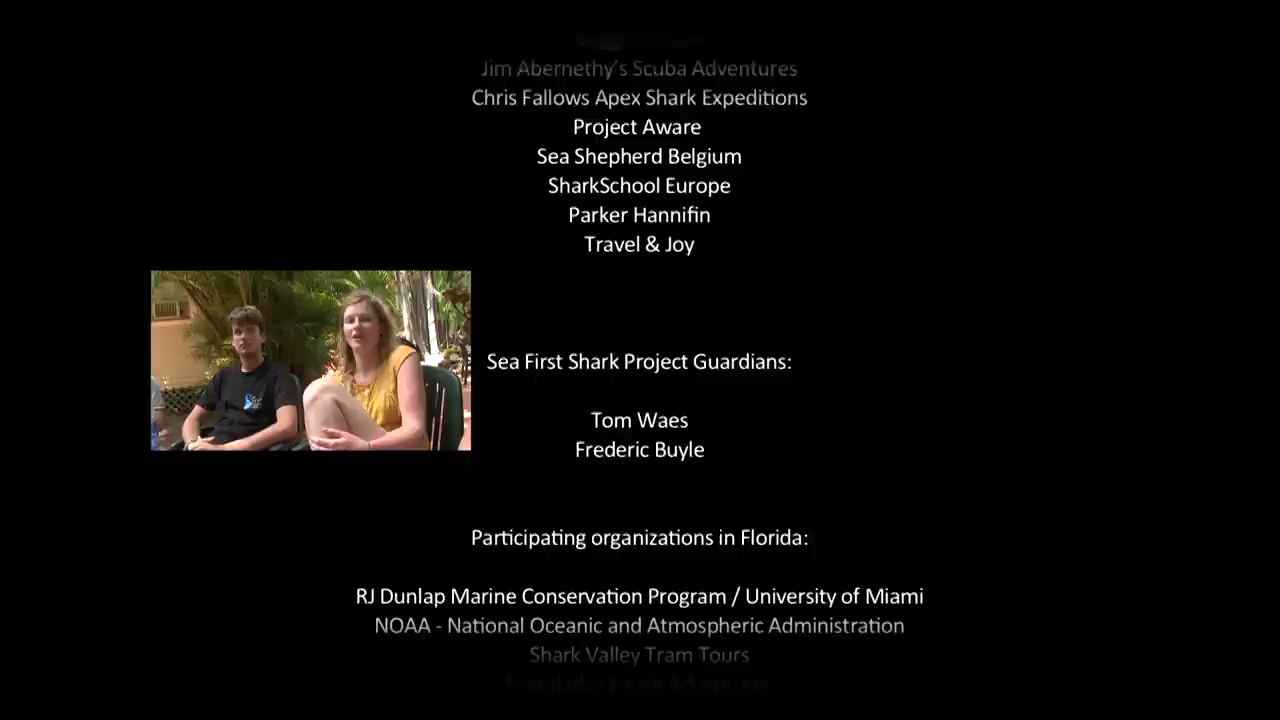 Jim Abernethy's Scuba Adventures
Chris Fallows Apex Shark Expeditions
Project Aware
Sea Shepherd Belgium
SharkSchool Europe
Parker Hannifin
Travel & Joy
Sea First Shark Project Guardians:
Tom Waes
Frederic Buyle
Participating organizations in Florida:
RJ Dunlap Marine Conservation Program / University of Miami
NOAA - National Oceanic and Atmospheric Administration
Shark Valley Tram Tours